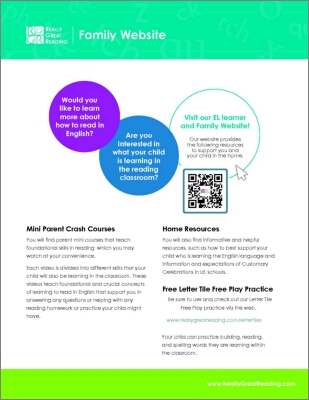 REALLY
GREAT
READING
Family Website
Would you
like to learn
more about
how to read in
English?
Are you
interested in
what your child
is learning in
the reading
classroom?
Visit our EL learner
and Family Website!
Our website provides
the following resources
to support you and
your child in the home.
Mini Parent Crash Courses
You will find parent mini courses that teach
foundational skills in reading which you may
watch at your convenience.
Each video is divided into different skills that your
child will also be learning in the classroom. These
videos teach foundational and crucial concepts
of learning to read in English that support you in
answering any questions or helping with any
reading homework or practice your child might
have.
Home Resources
You will also find informative and helpful
resources, such as how to best support your
child who is learning the English language and
information and expectations of Customary
Celebrations in US schools.
Free Letter Tile Free Play Practice
Be sure to use and check out our Letter Tile
Free Play practice via the web.
www.reallygreatreading.com/lettertiles
Your child can practice building, reading,
and spelling words they are learning within
the classroom.
www.ReallyGreatReading.com